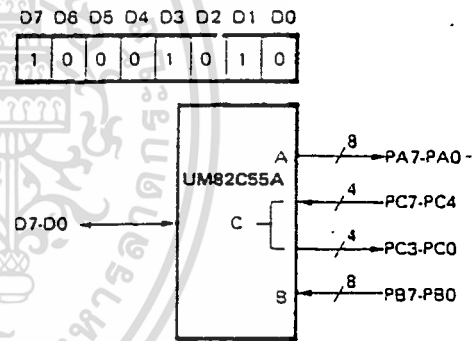 D7 D6 D5 D4 D3 D2 D1 D0
1 0 0 0 1 0 1 0
A 8 PA7-PA0
UM82C55A
4 PC7-PC4
D7-D0 C
4 PC3-PC0
B 8 PB7-PB0